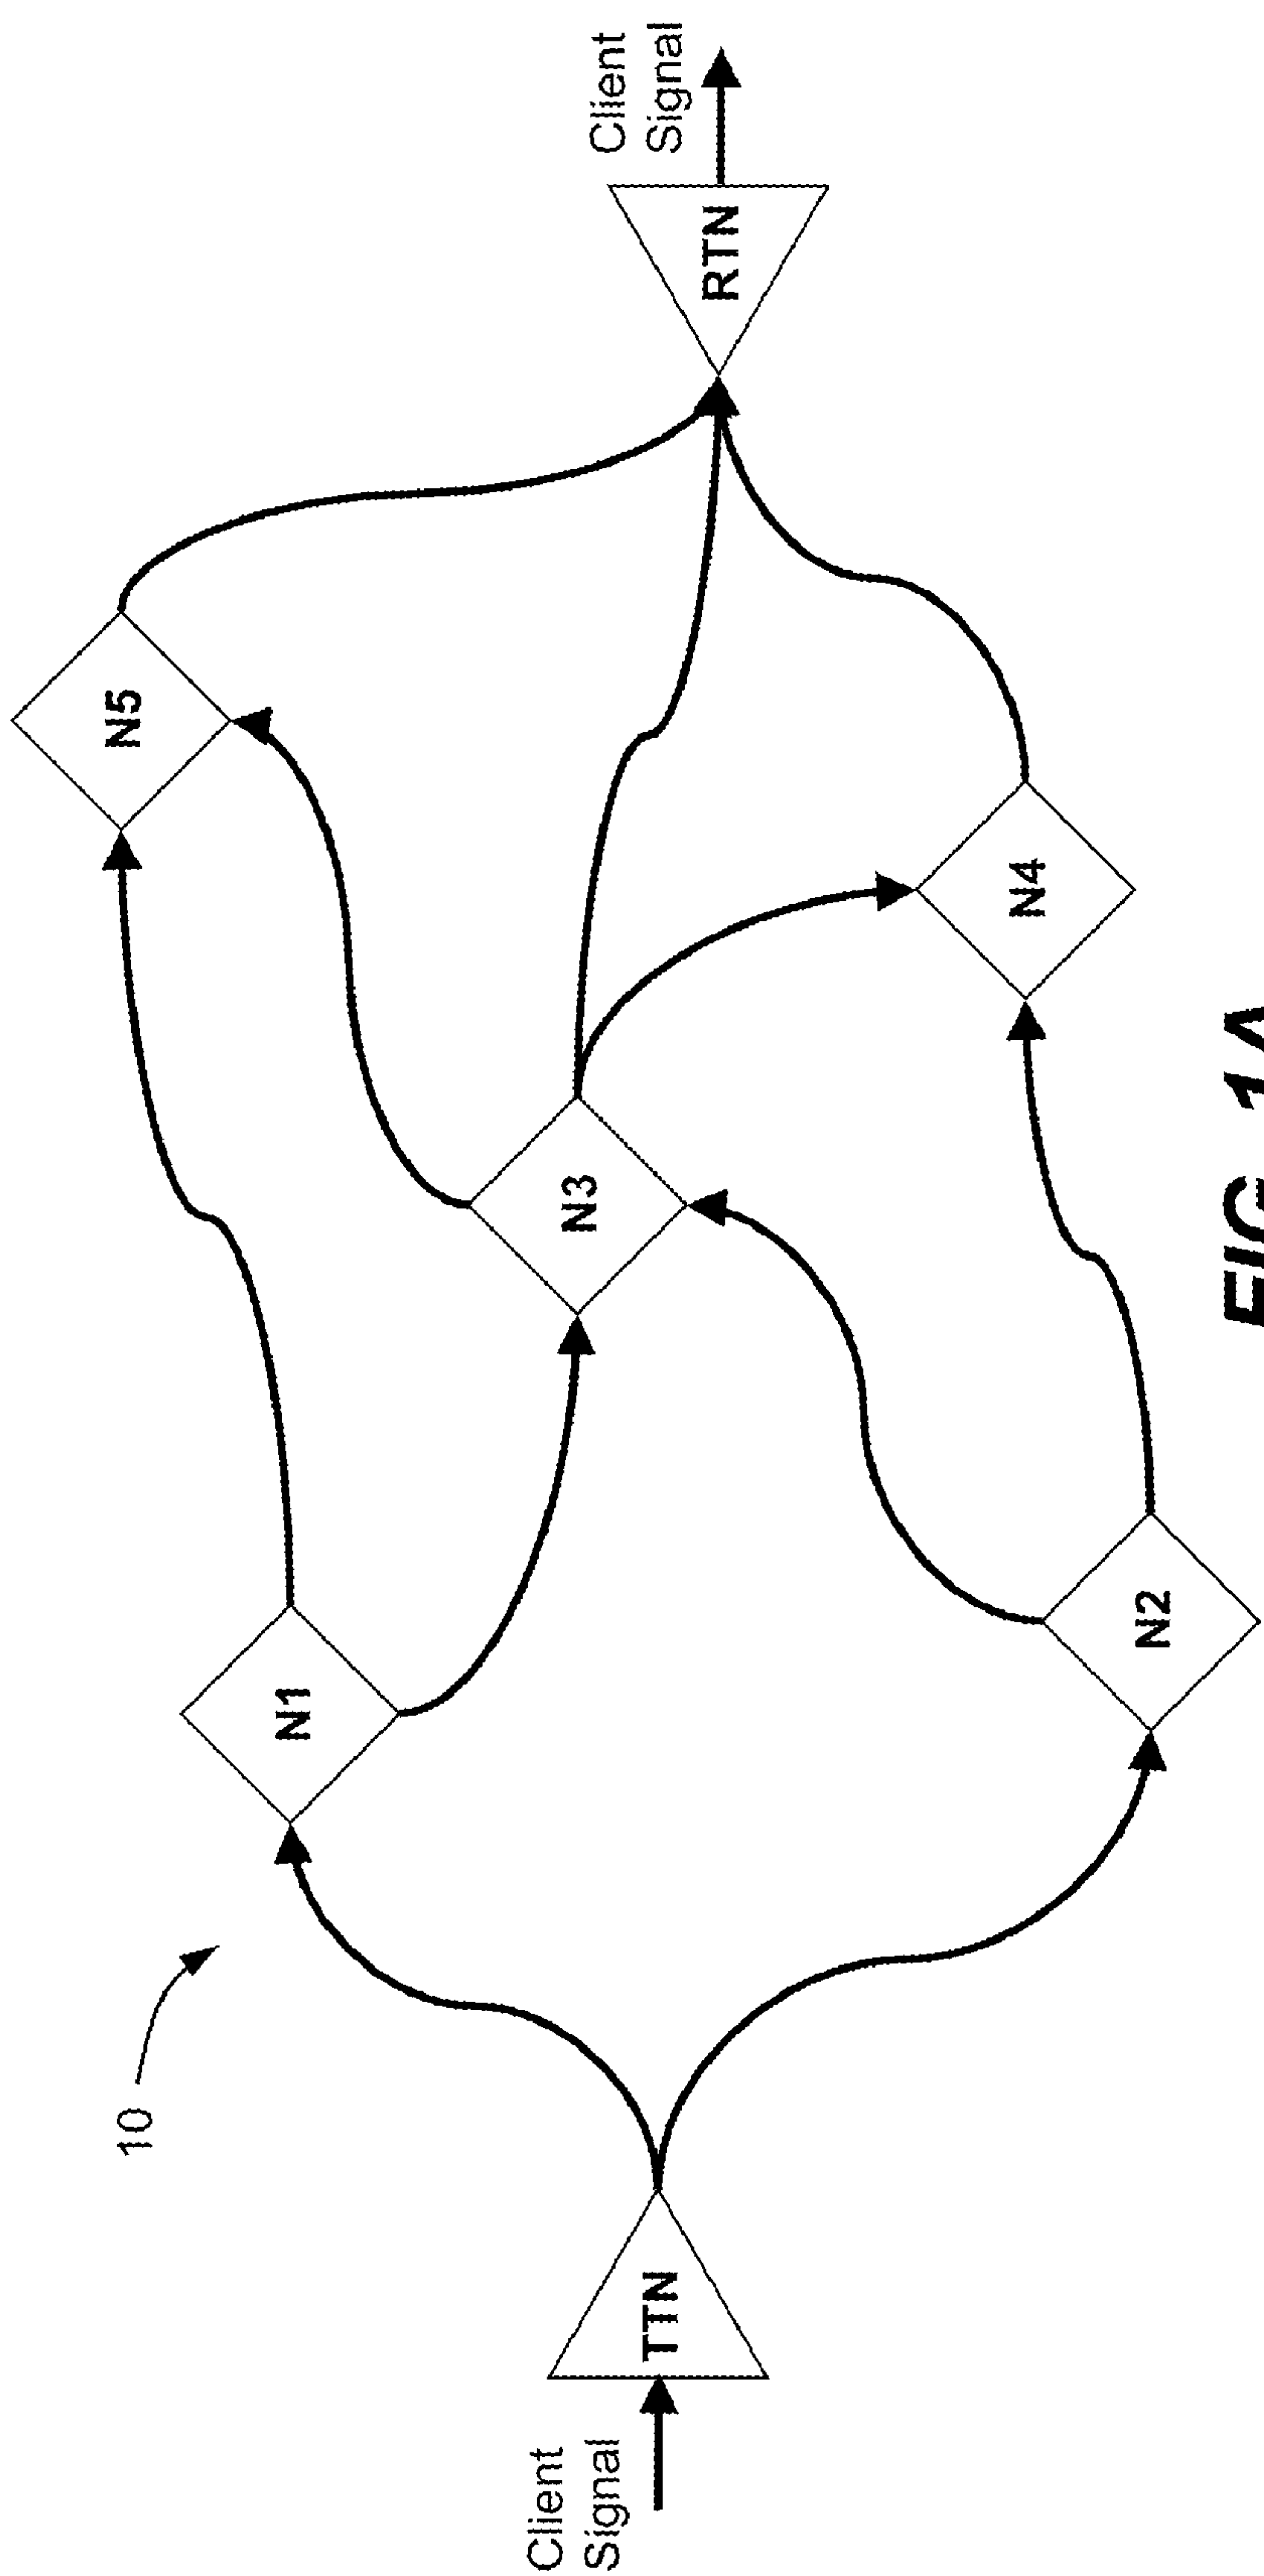 10
Client
Signal
TTN
N1
N2
N3
N4
N5
RTN
Client
Signal
FIG. 1A